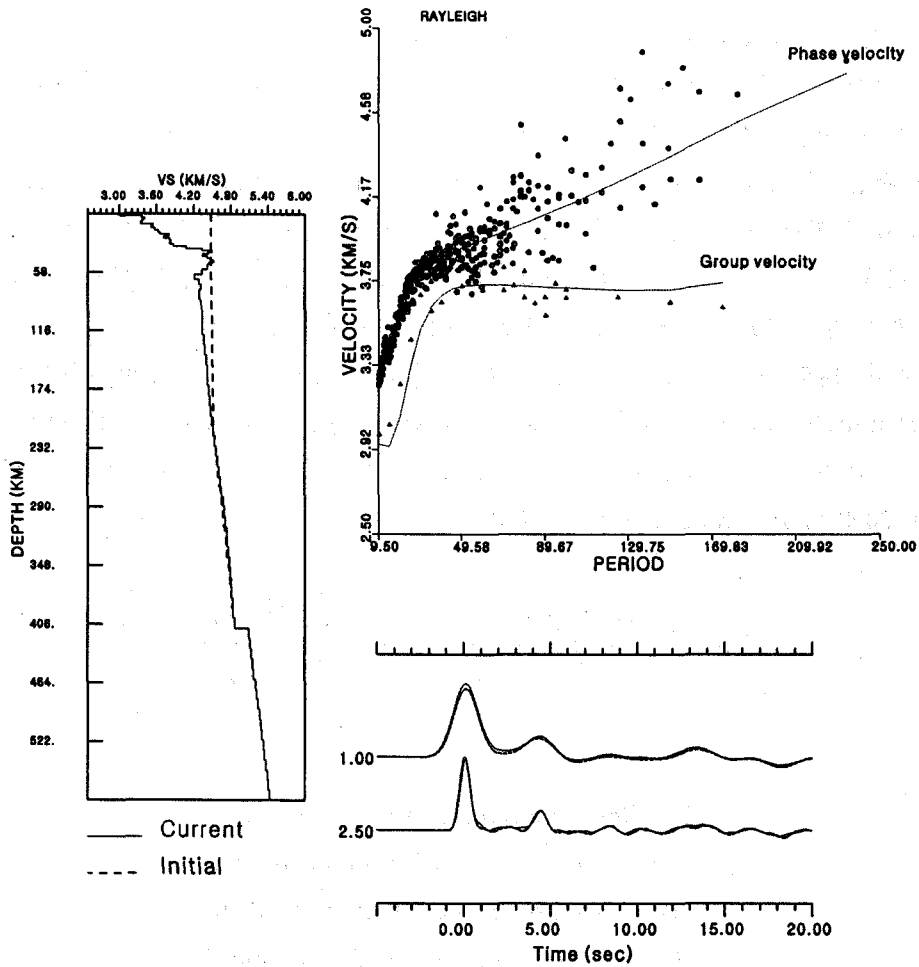 RAYLEIGH
5.00
4.58
4.17
3.75
3.33
2.92
2.50
VELOCITY (KM/S)
Phase velocity
Group velocity
9.50 49.58 89.67 129.75 169.83 209.92 250.00
PERIOD
VS (KM/S)
3.00 3.60 4.20 4.80 5.40 6.00
58.
116.
174.
232.
290.
348.
406.
464.
522.
DEPTH (KM)
Current
Initial
1.00
2.50
0.00 5.00 10.00 15.00 20.00
Time (sec)